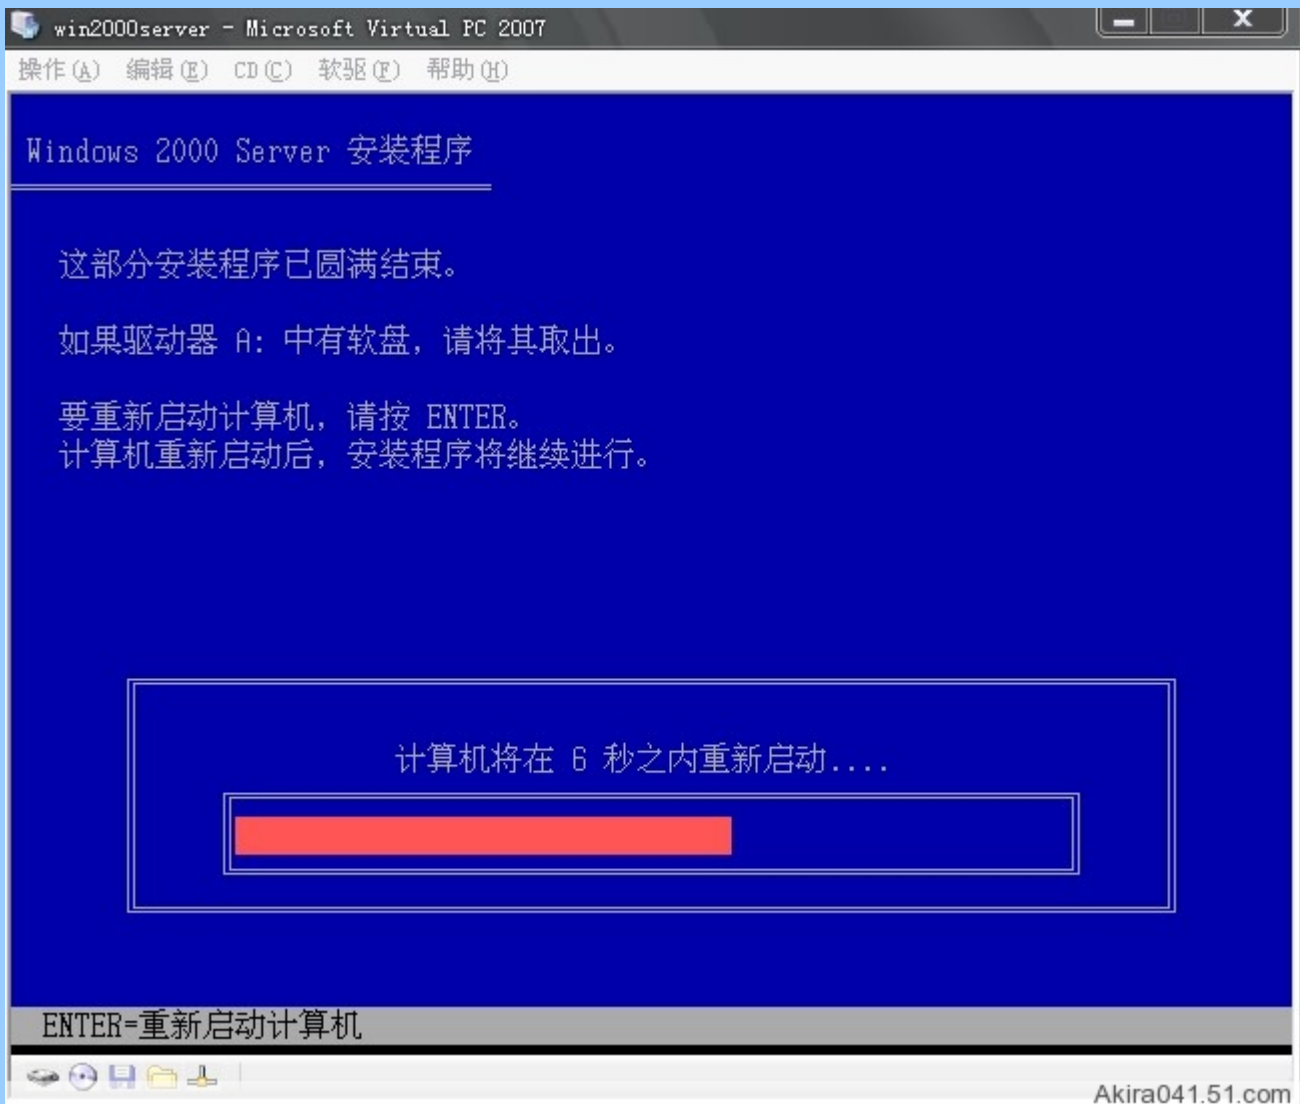 win2000server - Microsoft Virtual PC 2007
操作(A) 编辑(E) CD(C) 软驱(F) 帮助(H)
Windows 2000 Server 安装程序
这部分安装程序已圆满结束。
如果驱动器 A: 中有软盘，请将其取出。
要重新启动计算机，请按 ENTER。
计算机重新启动后，安装程序将继续进行。
计算机将在 6 秒之内重新启动....
ENTER=重新启动计算机
Akira041.51.com